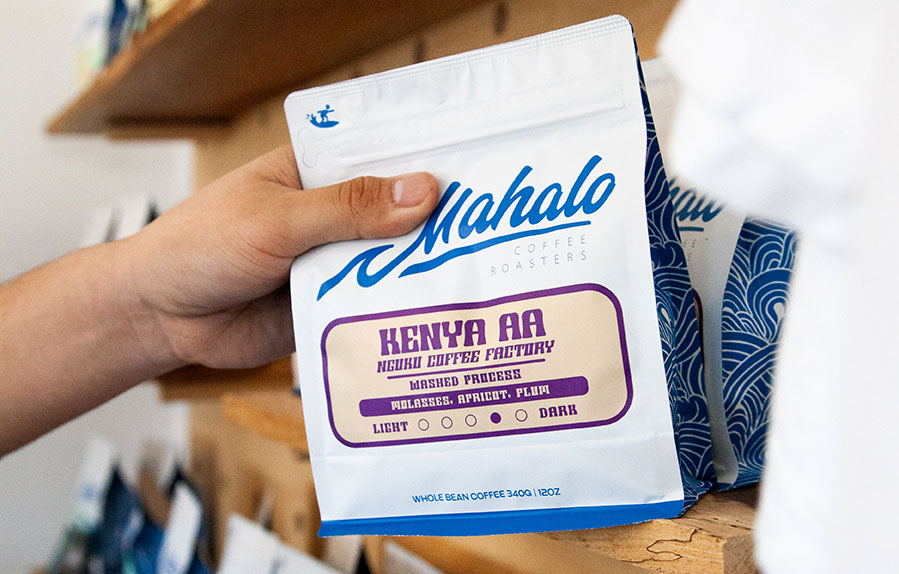 Mahalo
COFFEE
ROASTERS
KENYA AA
NGUKU COFFEE FACTORY
WASHED PROCESS
MOLASSES, APRICOT, PLUM
LIGHT DARK
WHOLE BEAN COFFEE 340G | 12OZ